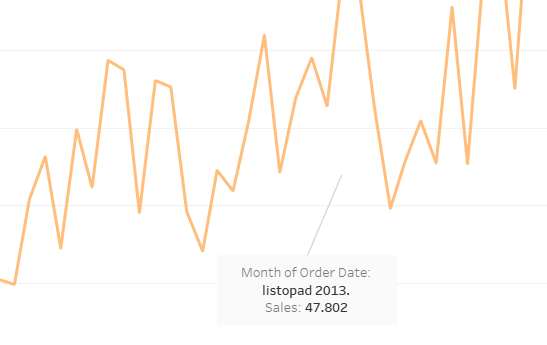 Month of Order Date:
listopad 2013.
Sales: 47.802